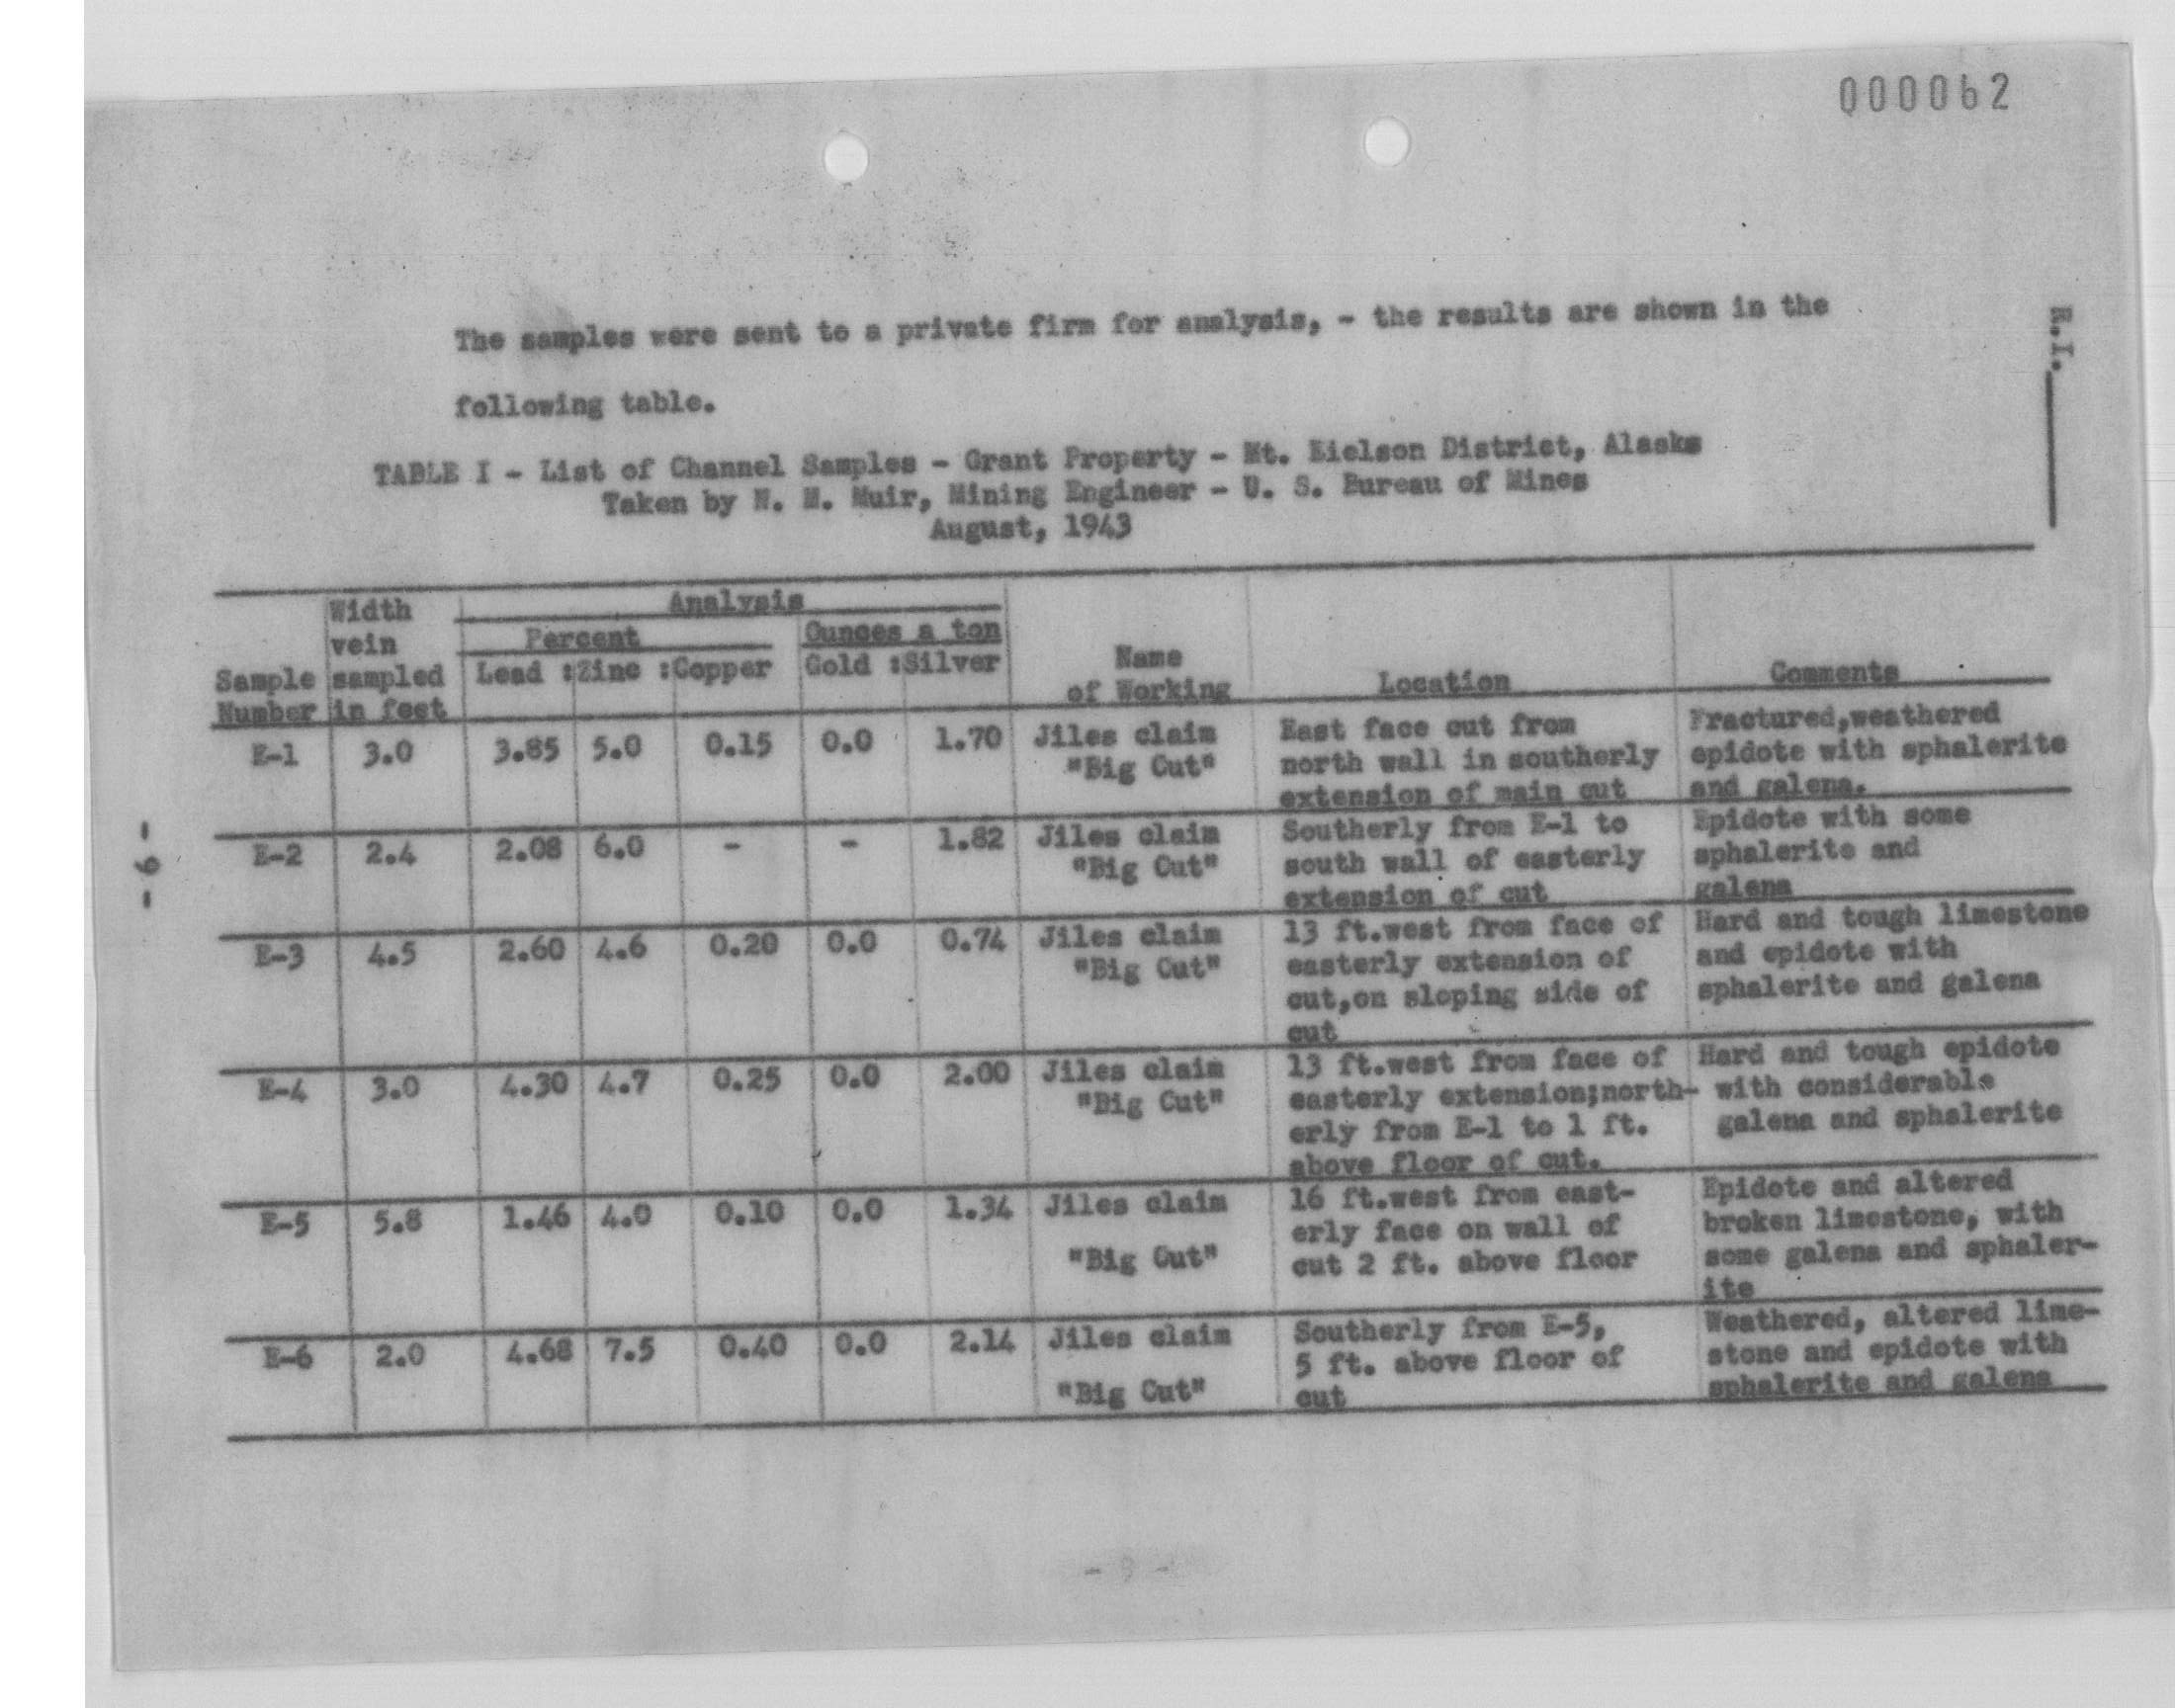 000062
The samples were sent to a private firm for analysis, - the results are shown in the
following table.
R.I.
TABLE I - List of Channel Samples - Grant Property - Mt. Eielson District, Alaska
Taken by N. M. Muir, Mining Engineer - U. S. Bureau of Mines
August, 1943
Sample Number | Width vein sampled in feet | Analysis | Percent | Lead : Zinc : Copper | Ounces a ton | Gold : Silver | Name of Working | Location | Comments
E-1 3.0 3.85 5.0 0.15 0.0 1.70 Jiles claim East face cut from Fractured,weathered
"Big Cut" north wall in southerly epidote with sphalerite
extension of main cut and galena.
E-2 2.4 2.08 6.0 - - 1.82 Jiles claim Southerly from E-1 to Epidote with some
"Big Cut" south wall of easterly sphalerite and
extension of cut galena
E-3 4.5 2.60 4.6 0.20 0.0 0.74 Jiles claim 13 ft.west from face of Hard and tough limestone
"Big Cut" easterly extension of and epidote with
cut,on sloping side of sphalerite and galena
cut
E-4 3.0 4.30 4.7 0.25 0.0 2.00 Jiles claim 13 ft.west from face of Hard and tough epidote
"Big Cut" easterly extension;north- with considerable
erly from E-1 to 1 ft. galena and sphalerite
above floor of cut.
E-5 5.8 1.46 4.0 0.10 0.0 1.34 Jiles claim 16 ft.west from east- Epidote and altered
erly face on wall of broken limestone, with
"Big Cut" cut 2 ft. above floor some galena and sphaler-
ite
E-6 2.0 4.68 7.5 0.40 0.0 2.14 Jiles claim Southerly from E-5, Weathered, altered lime-
5 ft. above floor of stone and epidote with
"Big Cut" cut sphalerite and galena